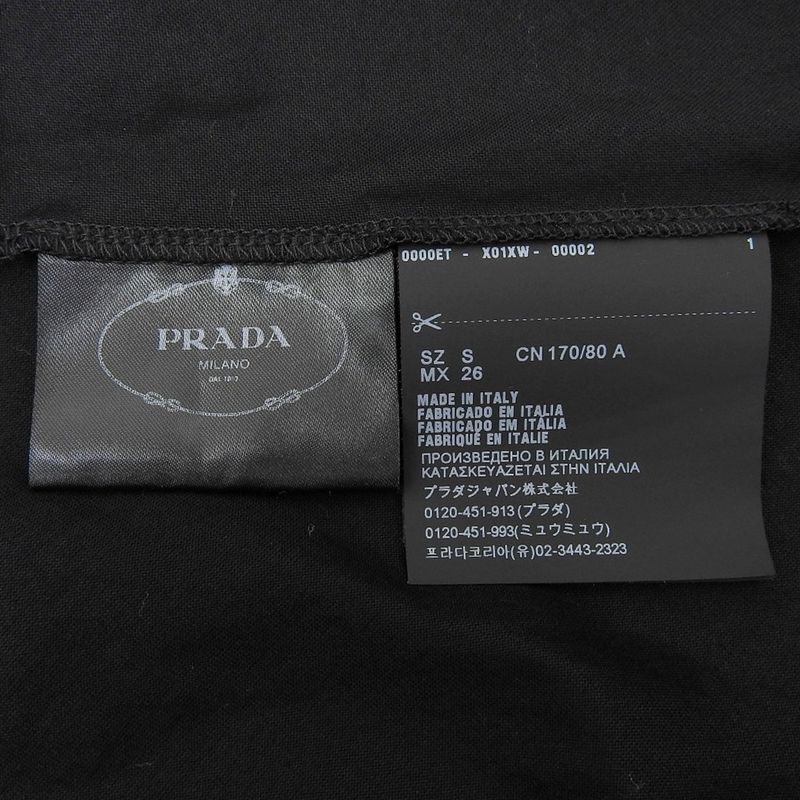 PRADA
MILANO
DAL 1913
0000ET - X01XW- 00002 1
SZ S CN 170/80 A
MX 26
MADE IN ITALY
FABRICADO EN ITALIA
FABRICADO EM ITÁLIA
FABRIQUÉ EN ITALIE
ПРОИЗВЕДЕНО В ИТАЛИЯ
ΚΑΤΑΣΚΕΥΑΖΕΤΑΙ ΣΤΗΝ ΙΤΑΛΙΑ
プラダジャパン株式会社
0120-451-913(プラダ)
0120-451-993(ミュウミュウ)
프라다코리아(유)02-3443-2323